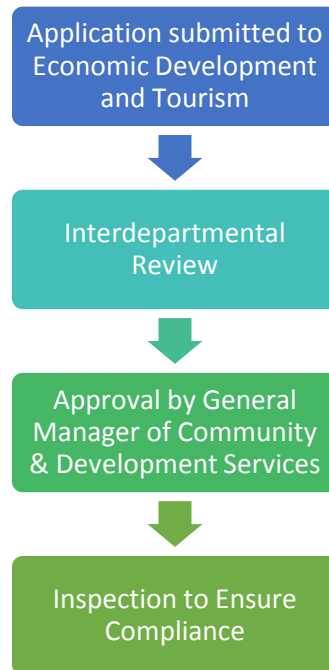 Application submitted to
Economic Development
and Tourism
Interdepartmental
Review
Approval by General
Manager of Community
& Development Services
Inspection to Ensure
Compliance